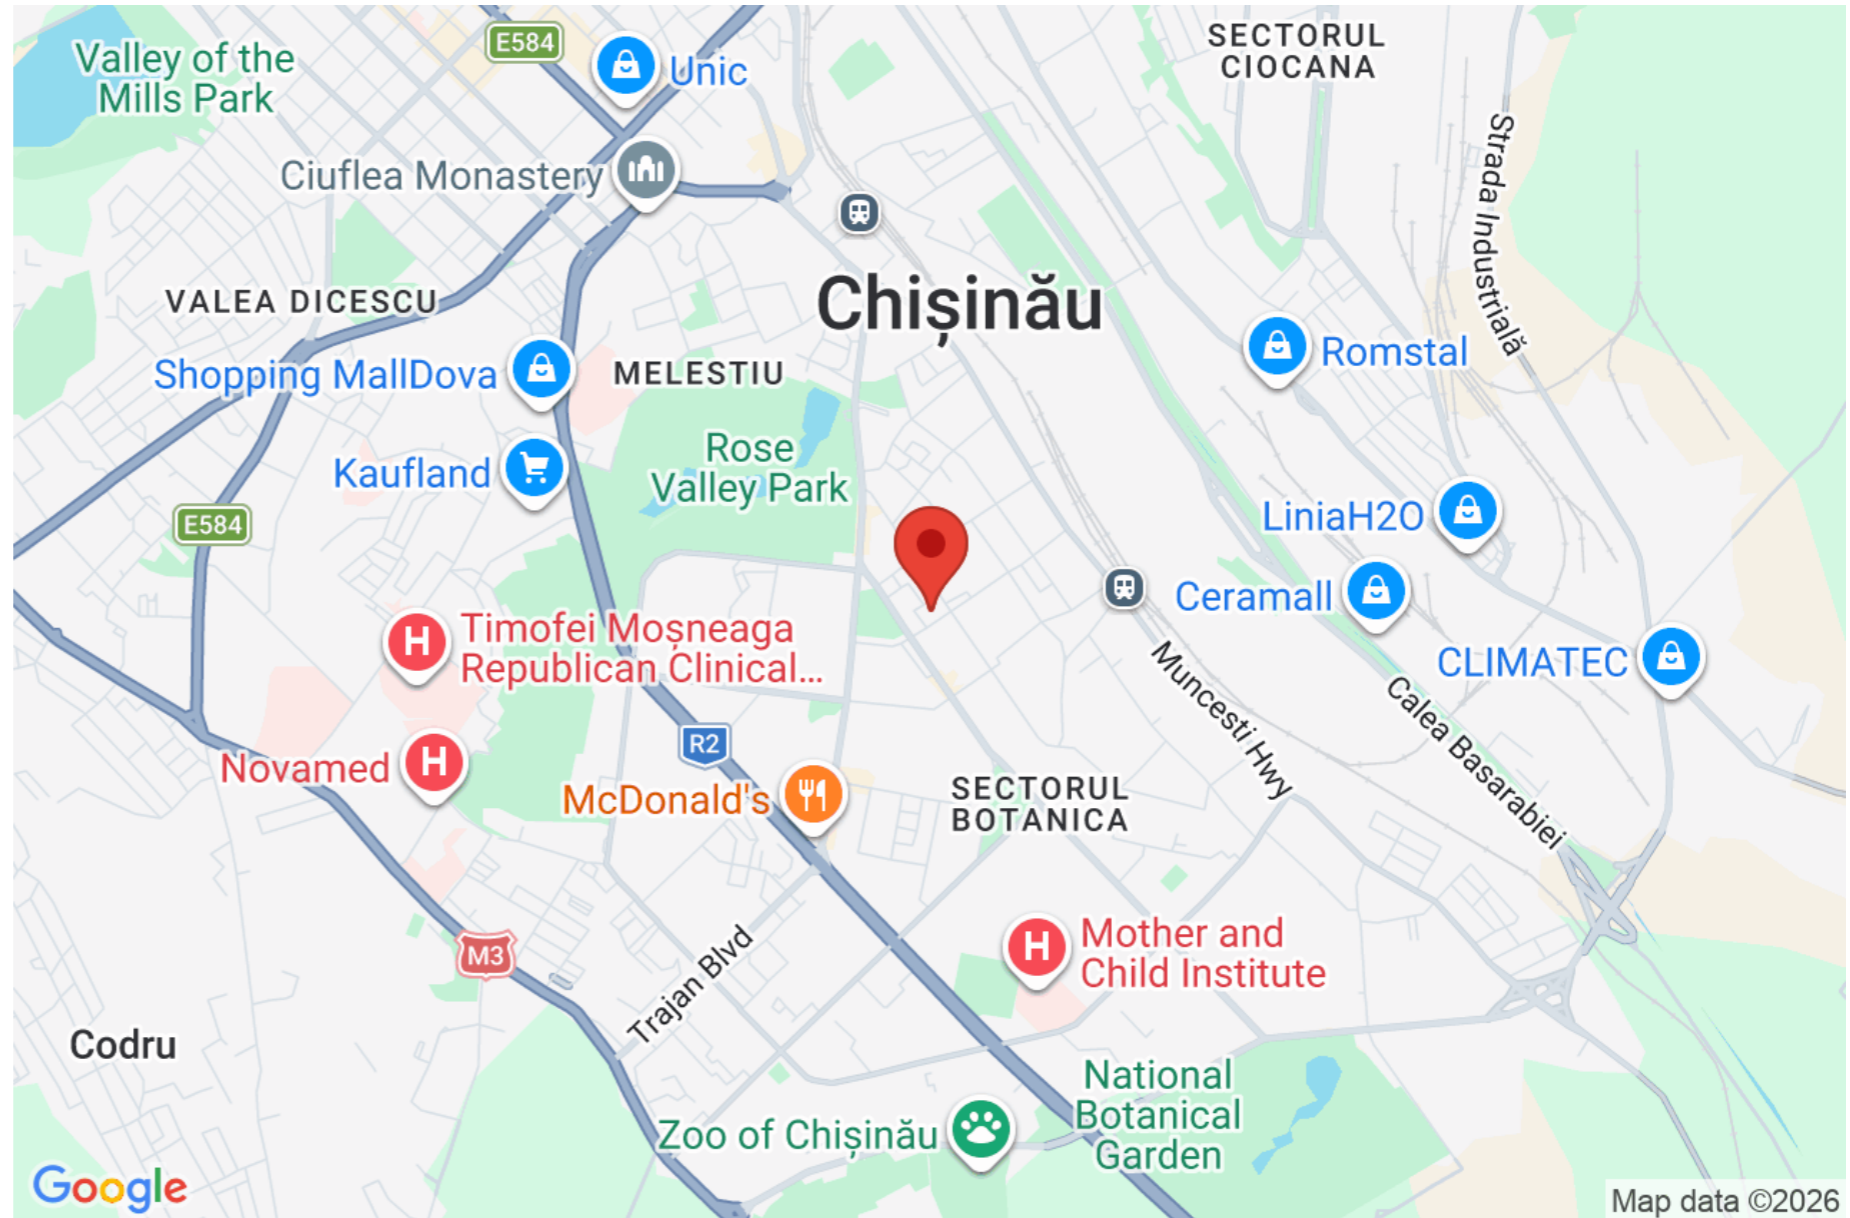 Valley of the
Mills Park
E584
Unic
SECTORUL
CIOCANA
Ciuflea Monastery
Strada Industrială
VALEA DICESCU
Chișinău
Shopping MallDova
MELESTIU
Romstal
Kaufland
Rose
Valley Park
E584
LiniaH2O
Ceramall
H
Timofei Moșneaga
Republican Clinical...
CLIMATEC
Muncesti Hwy
Calea Basarabiei
R2
Novamed
H
McDonald's
SECTORUL
BOTANICA
M3
Trajan Blvd
H
Mother and
Child Institute
Codru
National
Botanical
Garden
Zoo of Chișinău
Google
Map data ©2026